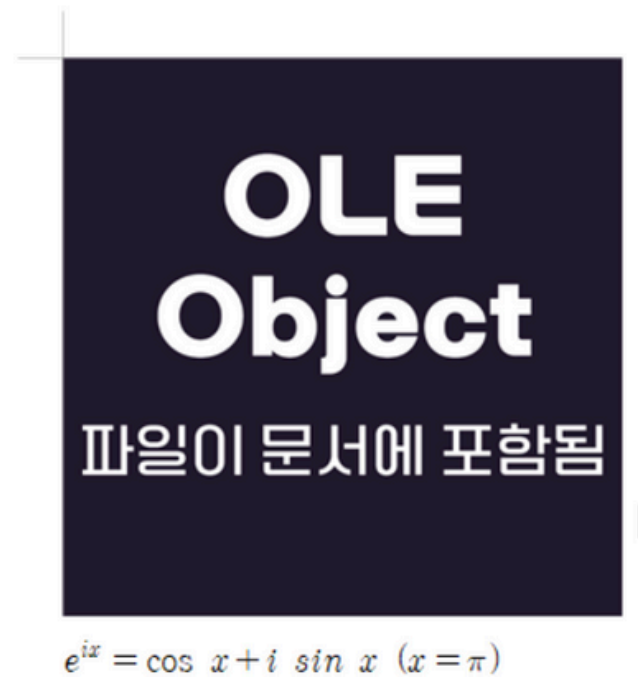 OLE
Object
파일이 문서에 포함됨
e^{ix} = cos x + i sin x (x = π)